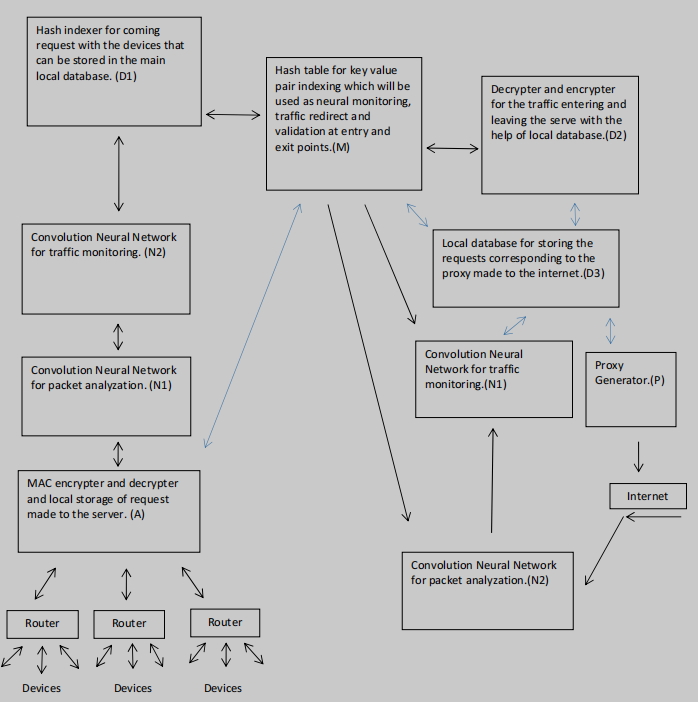 Hash indexer for coming
request with the devices that
can be stored in the main
local database. (D1)
Hash table for key value
pair indexing which will be
used as neural monitoring,
traffic redirect and
validation at entry and
exit points.(M)
Decrypter and encrypter
for the traffic entering and
leaving the serve with the
help of local database.(D2)
Convolution Neural Network
for traffic monitoring. (N2)
Local database for storing the
requests corresponding to the
proxy made to the internet.(D3)
Convolution Neural Network
for packet analyzation. (N1)
Convolution Neural
Network for traffic
monitoring.(N1)
Proxy
Generator.(P)
MAC encrypter and decrypter
and local storage of request
made to the server. (A)
Internet
Convolution Neural Network
for packet analyzation.(N2)
Router
Router
Router
Devices
Devices
Devices